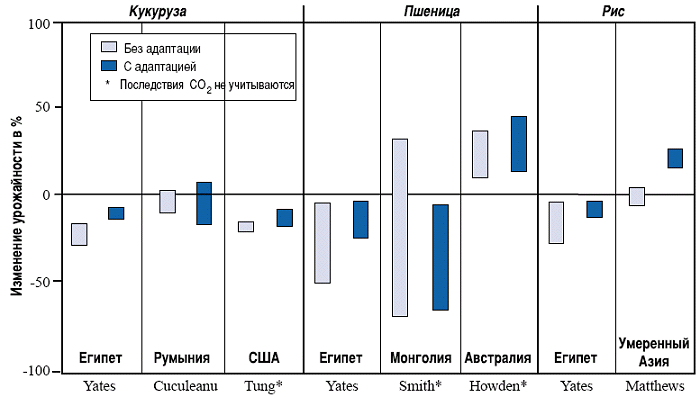 Кукуруза Пшеница Рис
100
Без адаптации
С адаптацией
* Последствия CO2 не учитываются
50
0
-50
-100
Изменение урожайности в %
Египет Румыния США Египет Монголия Австралия Египет Умеренный
Азия
Yates Cuculeanu Tung* Yates Smith* Howden* Yates Matthews